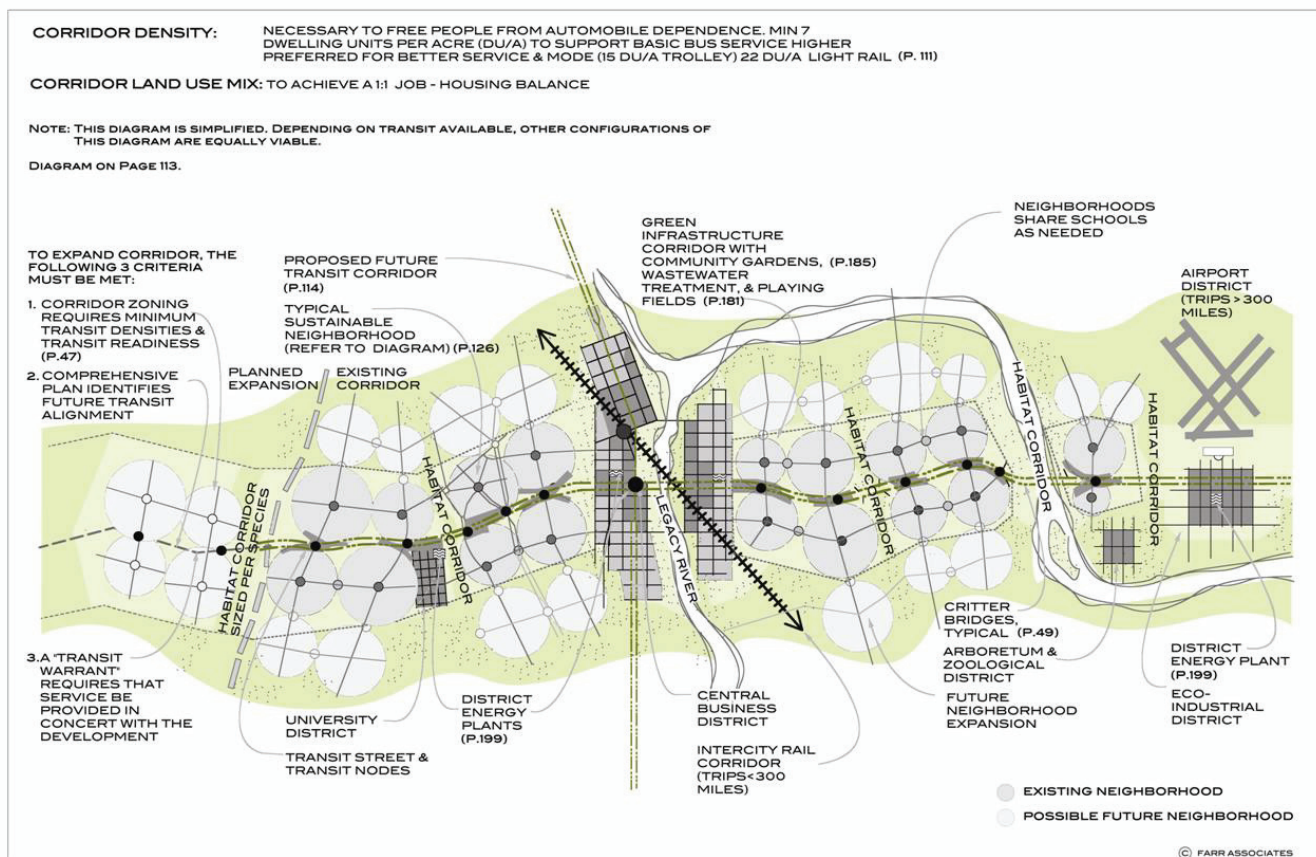 CORRIDOR DENSITY:
NECESSARY TO FREE PEOPLE FROM AUTOMOBILE DEPENDENCE. MIN 7
DWELLING UNITS PER ACRE (DU/A) TO SUPPORT BASIC BUS SERVICE HIGHER
PREFERRED FOR BETTER SERVICE & MODE (15 DU/A TROLLEY) 22 DU/A LIGHT RAIL (P. 111)
CORRIDOR LAND USE MIX: TO ACHIEVE A 1:1 JOB - HOUSING BALANCE
NOTE: THIS DIAGRAM IS SIMPLIFIED. DEPENDING ON TRANSIT AVAILABLE, OTHER CONFIGURATIONS OF
THIS DIAGRAM ARE EQUALLY VIABLE.
DIAGRAM ON PAGE 113.
TO EXPAND CORRIDOR, THE
FOLLOWING 3 CRITERIA
MUST BE MET:
1. CORRIDOR ZONING
REQUIRES MINIMUM
TRANSIT DENSITIES &
TRANSIT READINESS
(P.47)
2. COMPREHENSIVE
PLAN IDENTIFIES
FUTURE TRANSIT
ALIGNMENT
3.A "TRANSIT
WARRANT"
REQUIRES THAT
SERVICE BE
PROVIDED IN
CONCERT WITH THE
DEVELOPMENT
PROPOSED FUTURE
TRANSIT CORRIDOR
(P.114)
TYPICAL
SUSTAINABLE
NEIGHBORHOOD
(REFER TO DIAGRAM) (P.126)
PLANNED
EXPANSION
EXISTING
CORRIDOR
GREEN
INFRASTRUCTURE
CORRIDOR WITH
COMMUNITY GARDENS, (P.185)
WASTEWATER
TREATMENT, & PLAYING
FIELDS (P.181)
NEIGHBORHOODS
SHARE SCHOOLS
AS NEEDED
AIRPORT
DISTRICT
(TRIPS > 300
MILES)
HABITAT CORRIDOR
SIZED PER SPECIES
HABITAT CORRIDOR
LEGACY RIVER
HABITAT CORRIDOR
HABITAT CORRIDOR
HABITAT CORRIDOR
UNIVERSITY
DISTRICT
TRANSIT STREET &
TRANSIT NODES
DISTRICT
ENERGY
PLANTS
(P.199)
CENTRAL
BUSINESS
DISTRICT
INTERCITY RAIL
CORRIDOR
(TRIPS<300
MILES)
CRITTER
BRIDGES,
TYPICAL (P.49)
ARBORETUM &
ZOOLOGICAL
DISTRICT
FUTURE
NEIGHBORHOOD
EXPANSION
DISTRICT
ENERGY PLANT
(P.199)
ECO-
INDUSTRIAL
DISTRICT
EXISTING NEIGHBORHOOD
POSSIBLE FUTURE NEIGHBORHOOD
© FARR ASSOCIATES